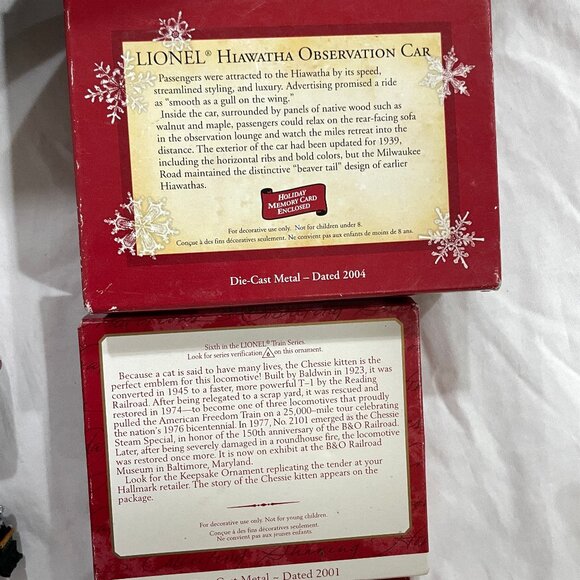 LIONEL® HIAWATHA OBSERVATION CAR
Passengers were attracted to the Hiawatha by its speed,
streamlined styling, and luxury. Advertising promised a ride
as "smooth as a gull on the wing."
Inside the car, surrounded by panels of native wood such as
walnut and maple, passengers could relax on the rear-facing sofa
in the observation lounge and watch the miles retreat into the
distance. The exterior of the car had been updated for 1939,
including the horizontal ribs and bold colors, but the Milwaukee
Road maintained the distinctive "beaver tail" design of earlier
Hiawathas.
HOLIDAY
MEMORY CARD
ENCLOSED
For decorative use only. Not for children under 8.
Conçue à des fins décoratives seulement. Ne convient pas aux enfants de moins de 8 ans.
Die-Cast Metal – Dated 2004
Sixth in the LIONEL® Train Series.
Look for series verification 6 on this ornament.
Because a cat is said to have many lives, the Chessie kitten is the
perfect emblem for this locomotive! Built by Baldwin in 1923, it was
converted in 1945 to a faster, more powerful T–1 by the Reading
Railroad. After being relegated to a scrap yard, it was rescued and
restored in 1974—to become one of three locomotives that proudly
pulled the American Freedom Train on a 25,000–mile tour celebrating
the nation's 1976 bicentennial. In 1977, No. 2101 emerged as the Chessie
Steam Special, in honor of the 150th anniversary of the B&O Railroad.
Later, after being severely damaged in a roundhouse fire, the locomotive
was restored once more. It is now on exhibit at the B&O Railroad
Museum in Baltimore, Maryland.
Look for the Keepsake Ornament replicating the tender at your
Hallmark retailer. The story of the Chessie kitten appears on the
package.
For decorative use only. Not for young children.
Conçue à des fins décoratives seulement.
Ne convient pas aux jeunes enfants.
-Cast Metal – Dated 2001